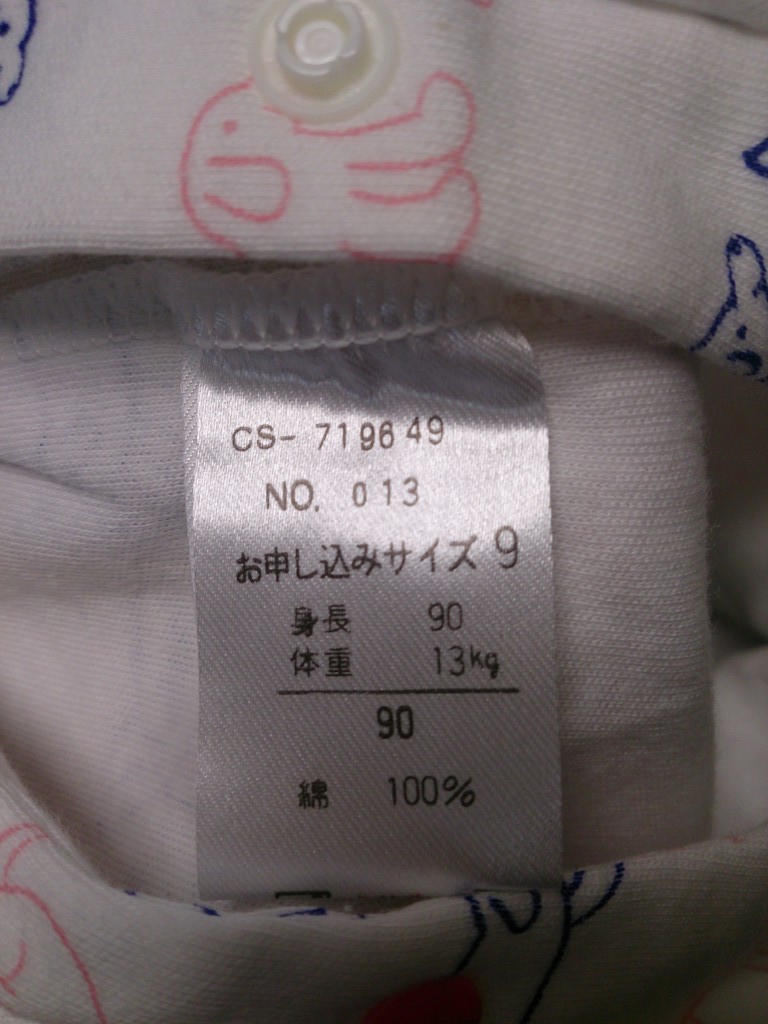 CS-719649
NO. 013
お申し込みサイズ 9
身長 90
体重 13kg
90
綿 100%